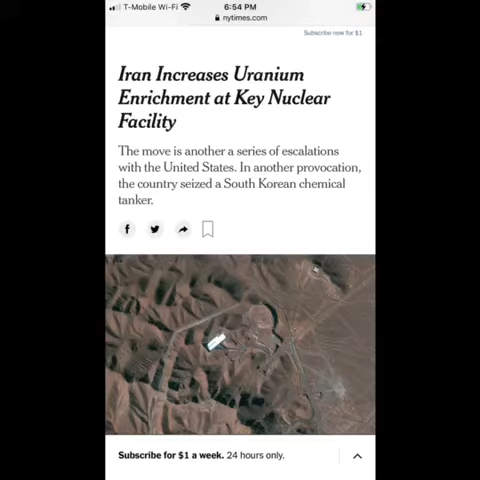 T-Mobile Wi-Fi 6:54 PM
nytimes.com
Subscribe now for $1
Iran Increases Uranium
Enrichment at Key Nuclear
Facility
The move is another a series of escalations
with the United States. In another provocation,
the country seized a South Korean chemical
tanker.
Subscribe for $1 a week. 24 hours only.